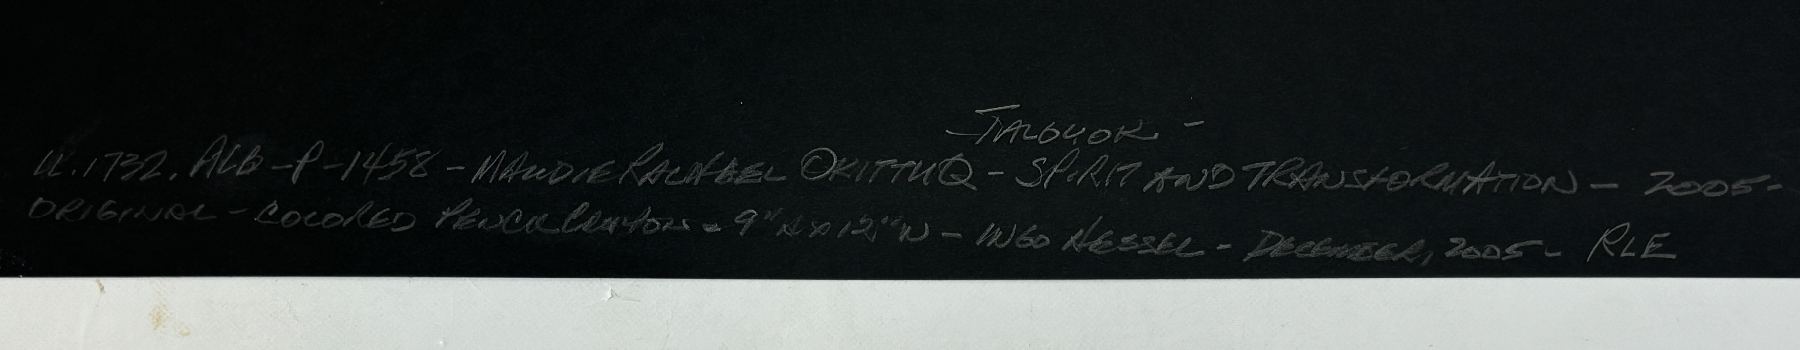 -TALOYOK-
U.1732.ALB-P-1458-MAUDIE RACHAEL OKITTUQ-SPIRIT AND TRANSFORMATION-2005-
ORIGINAL-COLORED PENCIL CRAYON-9"H X 12"W-INGO HESSEL-DECEMBER, 2005-RLE